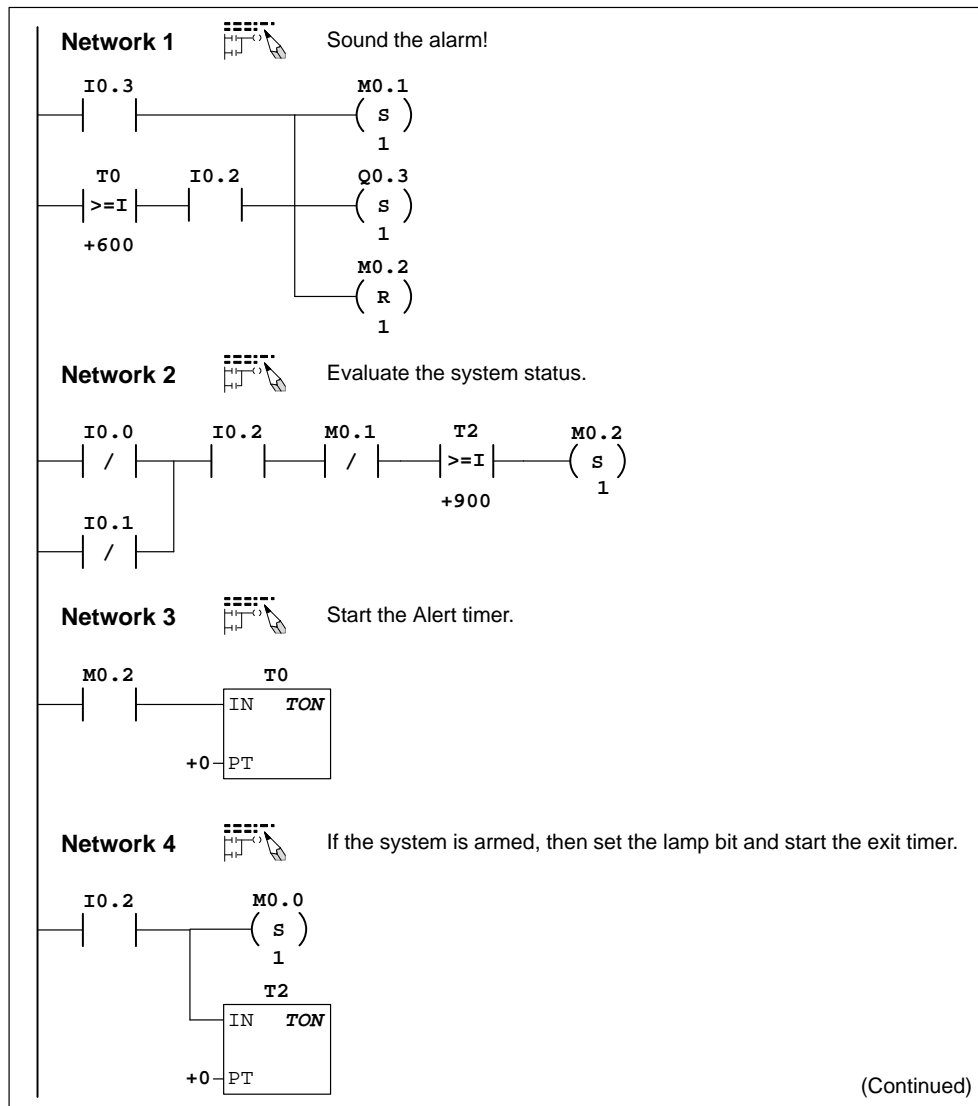 Network 1 Sound the alarm!
I0.3 M0.1
S
1
T0 I0.2 Q0.3
>=I S
+600 1
M0.2
R
1
Network 2 Evaluate the system status.
I0.0 I0.2 M0.1 T2 M0.2
/ / >=I S
+900 1
I0.1
/
Network 3 Start the Alert timer.
M0.2 T0
IN TON
+0 PT
Network 4 If the system is armed, then set the lamp bit and start the exit timer.
I0.2 M0.0
S
1
T2
IN TON
+0 PT
(Continued)